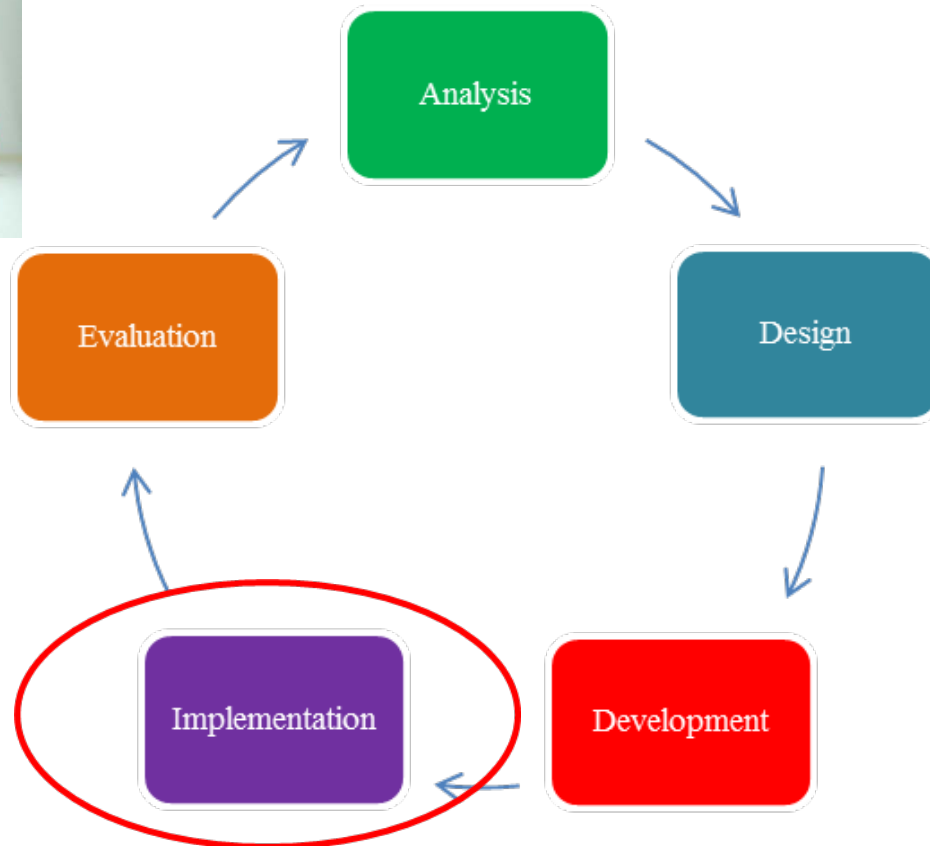 Analysis
Design
Development
Implementation
Evaluation